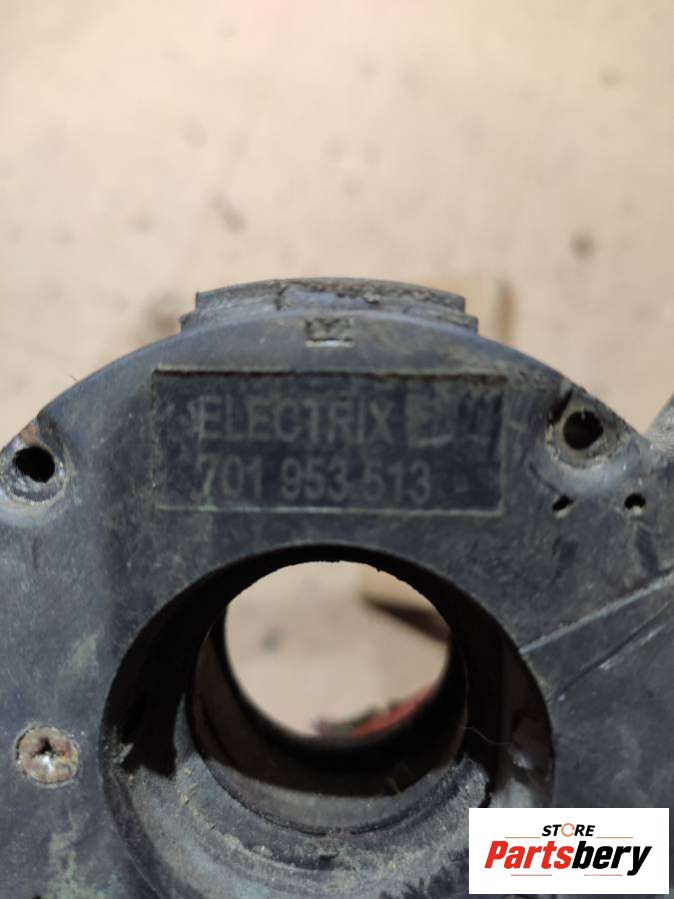 ELECTRIX
701 953 513
STORE
Partsbery